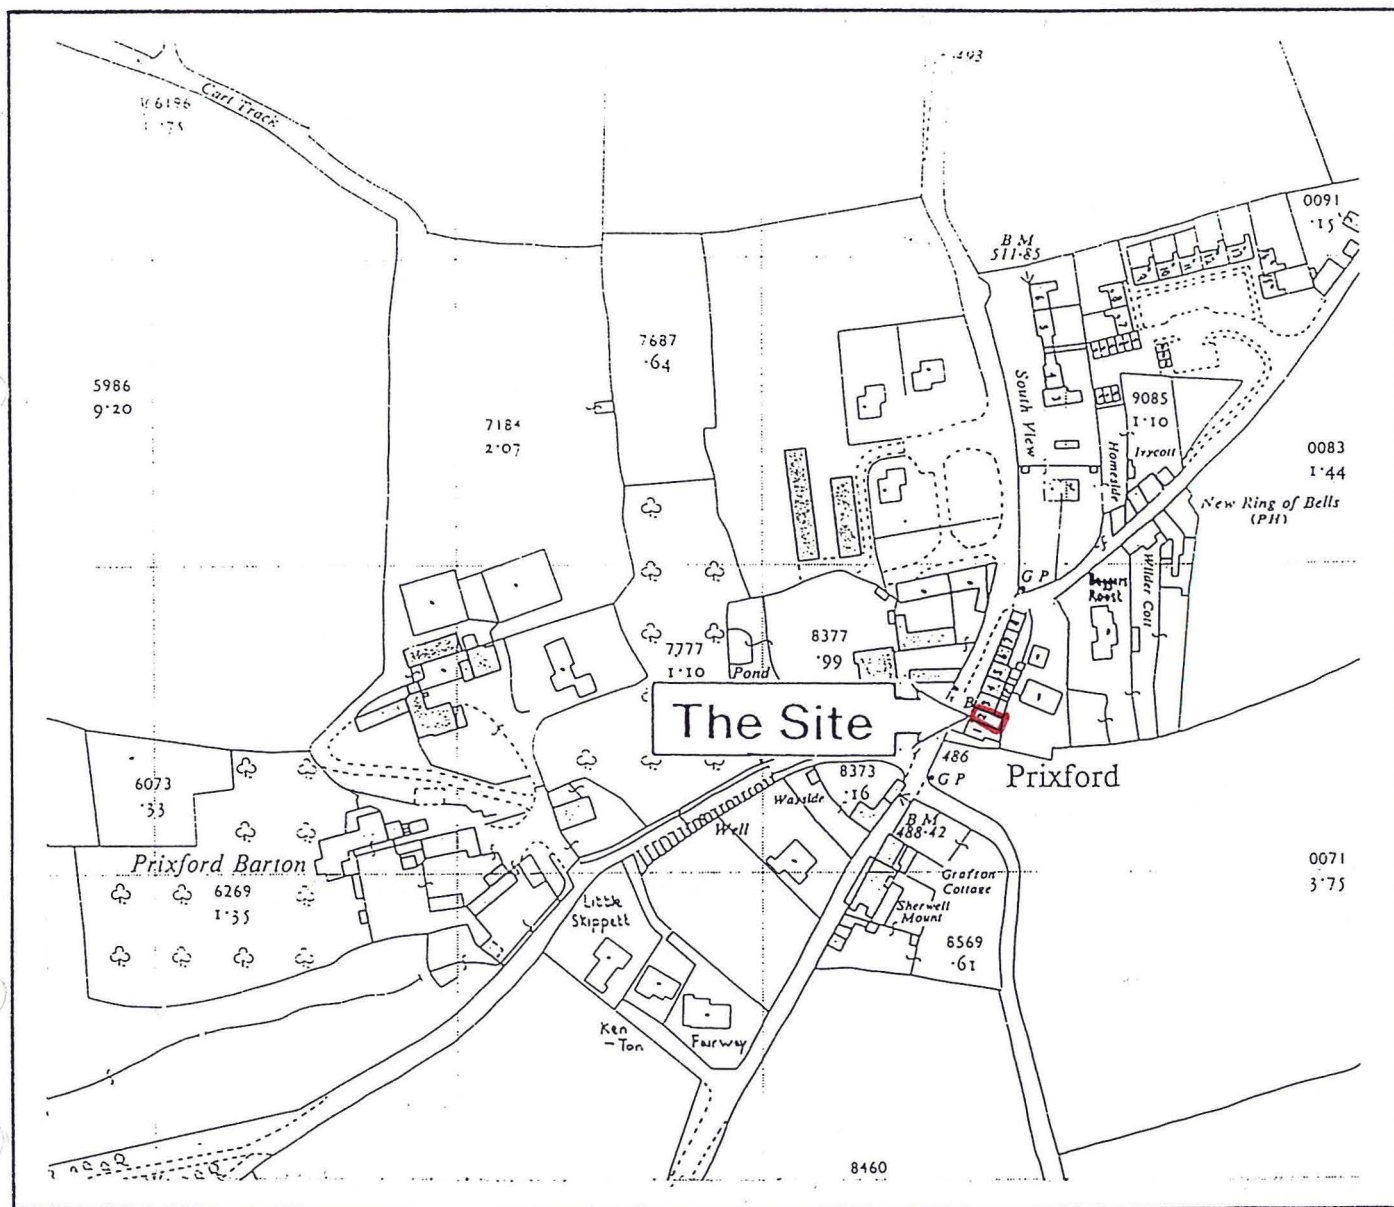 ·493
Cart Track
6196
·75
0091
·51
B M
511·85
7687
·64
5986
9·20
7184
2·07
South View
9085
1·10
Homeside
0083
1·44
New Ring of Bells
(PH)
G P
Beggars
Roost
Wilder Cott
8377
·99
7777
1·10
Pond
The Site
486
G P
Prixford
6073
·33
8373
·16
Wayside
Well
B M
488·42
Prixford Barton
6269
1·35
Grafton
Cottage
Sherwell
Mount
0071
3·75
Little
Skippett
8569
·61
Ken
–Ton
Fairway
8460